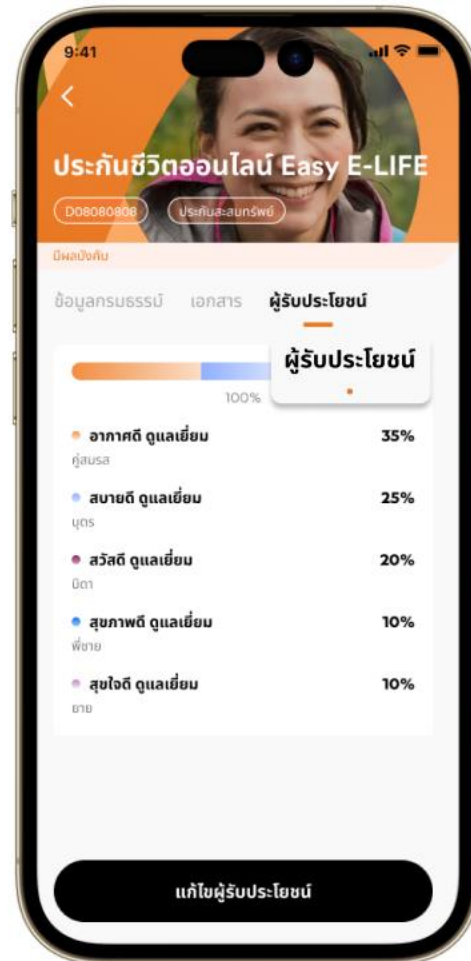 9:41
ประกันชีวิตออนไลน์ Easy E-LIFE
D08080808 ประกันสะสมทรัพย์
มีผลบังคับ
ข้อมูลกรมธรรม์ เอกสาร ผู้รับประโยชน์
ผู้รับประโยชน์
100%
อากาศดี ดูแลเยี่ยม 35%
คู่สมรส
สบายดี ดูแลเยี่ยม 25%
บุตร
สวัสดี ดูแลเยี่ยม 20%
บิดา
สุขภาพดี ดูแลเยี่ยม 10%
พี่ชาย
สุขใจดี ดูแลเยี่ยม 10%
ยาย
แก้ไขผู้รับประโยชน์